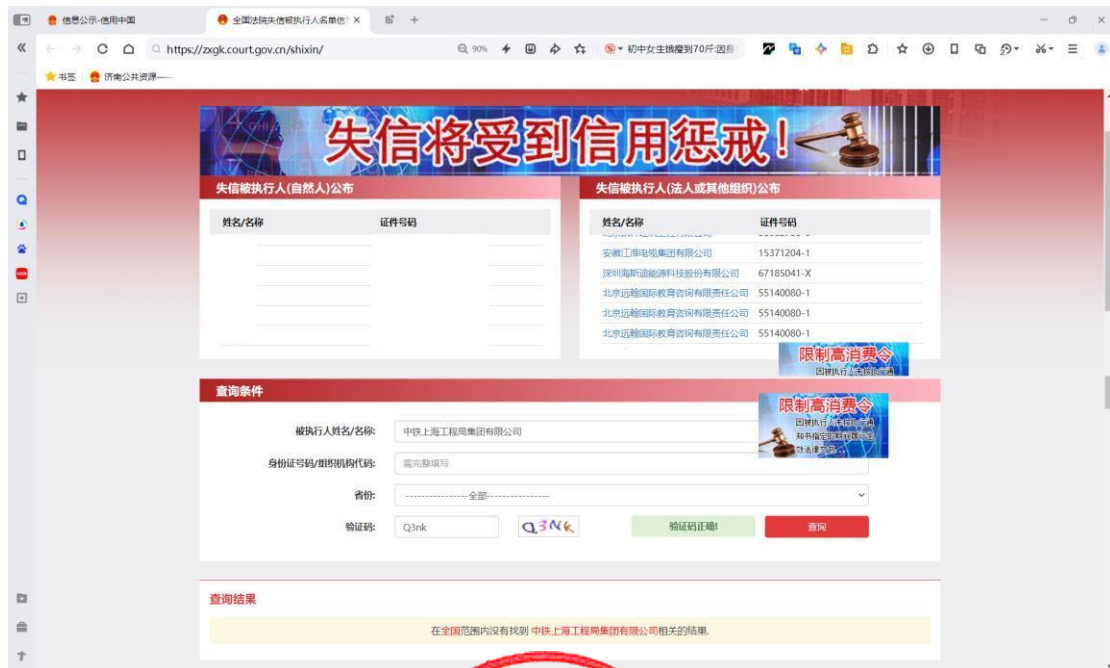 信息公示-信用中国
全国法院失信被执行人名单信
https://zxgk.court.gov.cn/shixin/
90%
初中女生饿瘦到70斤:因身
书签
济南公共资源——
失信将受到信用惩戒!
失信被执行人(自然人)公布
姓名/名称 证件号码
失信被执行人(法人或其他组织)公布
姓名/名称 证件号码
安徽江淮电缆集团有限公司 15371204-1
深圳海斯迪能源科技股份有限公司 67185041-X
北京远翰国际教育咨询有限责任公司 55140080-1
北京远翰国际教育咨询有限责任公司 55140080-1
北京远翰国际教育咨询有限责任公司 55140080-1
限制高消费令
查询条件
限制高消费令
被执行人姓名/名称: 中铁上海工程局集团有限公司
身份证号码/组织机构代码: 需完整填写
省份: ----------------全部----------------
验证码: Q3nk Q3NK 验证码正确! 查询
查询结果
在全国范围内没有找到 中铁上海工程局集团有限公司相关的结果.